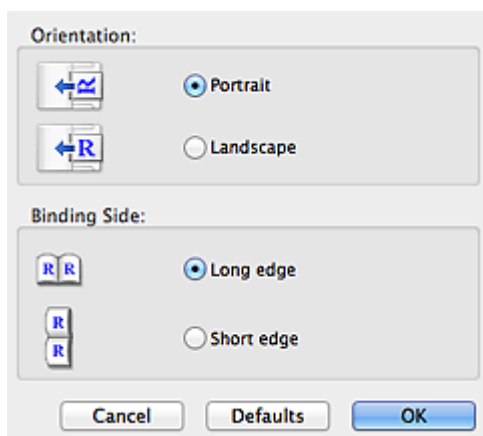 Orientation:
R Portrait
R Landscape
Binding Side:
R R Long edge
R
R Short edge
Cancel Defaults OK